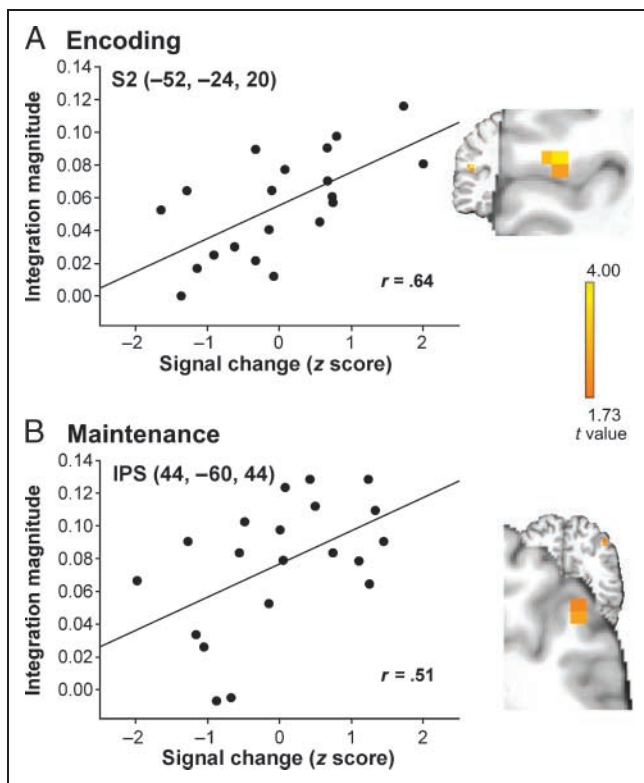 A Encoding
S2 (–52, –24, 20)
Integration magnitude
0.14
0.12
0.10
0.08
0.06
0.04
0.02
0.00
r = .64
–2
–1
0
1
2
Signal change (z score)
4.00
1.73
t value
B Maintenance
IPS (44, –60, 44)
Integration magnitude
0.14
0.12
0.10
0.08
0.06
0.04
0.02
0.00
r = .51
–2
–1
0
1
2
Signal change (z score)